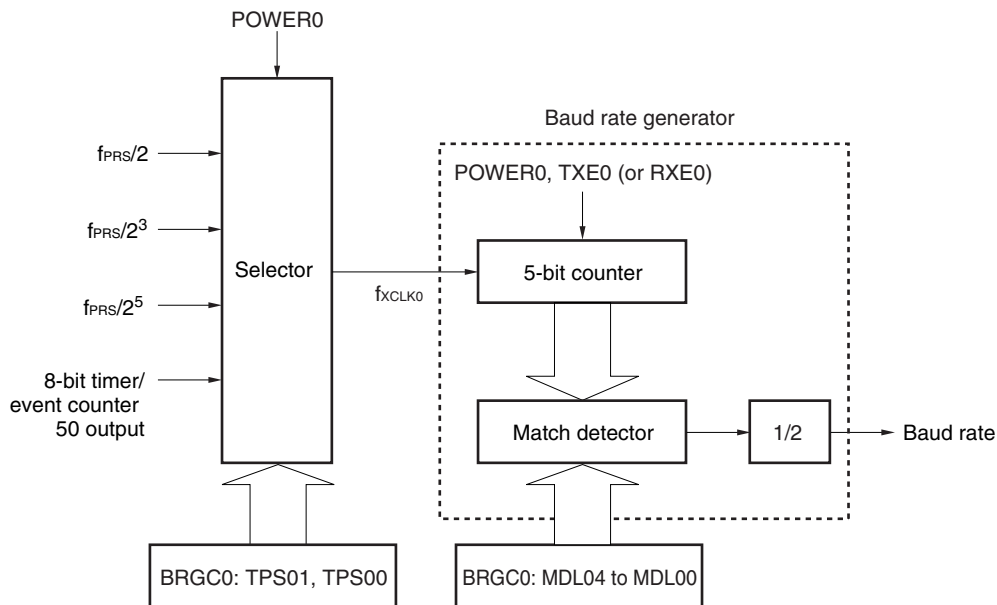 POWER0
Baud rate generator
fPRS/2
POWER0, TXE0 (or RXE0)
fPRS/2³
Selector
5-bit counter
fXCLK0
fPRS/2⁵
8-bit timer/
event counter
50 output
Match detector
1/2
Baud rate
BRGC0: TPS01, TPS00
BRGC0: MDL04 to MDL00